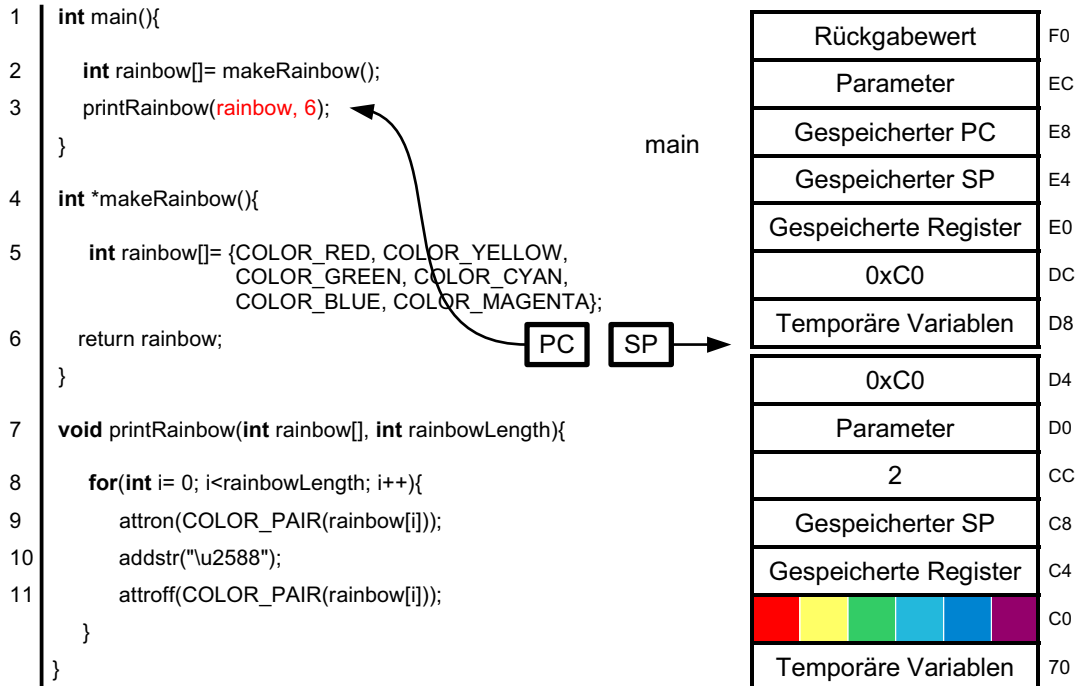 1 int main(){
2 int rainbow[]= makeRainbow();
3 printRainbow(rainbow, 6);
}
4 int *makeRainbow(){
5 int rainbow[]= {COLOR_RED, COLOR_YELLOW,
COLOR_GREEN, COLOR_CYAN,
COLOR_BLUE, COLOR_MAGENTA};
6 return rainbow;
}
7 void printRainbow(int rainbow[], int rainbowLength){
8 for(int i= 0; i<rainbowLength; i++){
9 attron(COLOR_PAIR(rainbow[i]));
10 addstr("\u2588");
11 attroff(COLOR_PAIR(rainbow[i]));
}
}
PC
SP
main
Rückgabewert F0
Parameter EC
Gespeicherter PC E8
Gespeicherter SP E4
Gespeicherte Register E0
0xC0 DC
Temporäre Variablen D8
0xC0 D4
Parameter D0
2 CC
Gespeicherter SP C8
Gespeicherte Register C4
C0
Temporäre Variablen 70